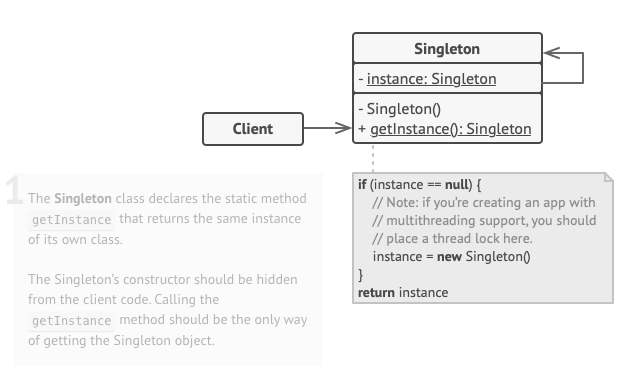 Singleton
- instance: Singleton
- Singleton()
+ getInstance(): Singleton
Client
1
The Singleton class declares the static method
getInstance that returns the same instance
of its own class.
The Singleton's constructor should be hidden
from the client code. Calling the
getInstance method should be the only way
of getting the Singleton object.
if (instance == null) {
// Note: if you're creating an app with
// multithreading support, you should
// place a thread lock here.
instance = new Singleton()
}
return instance